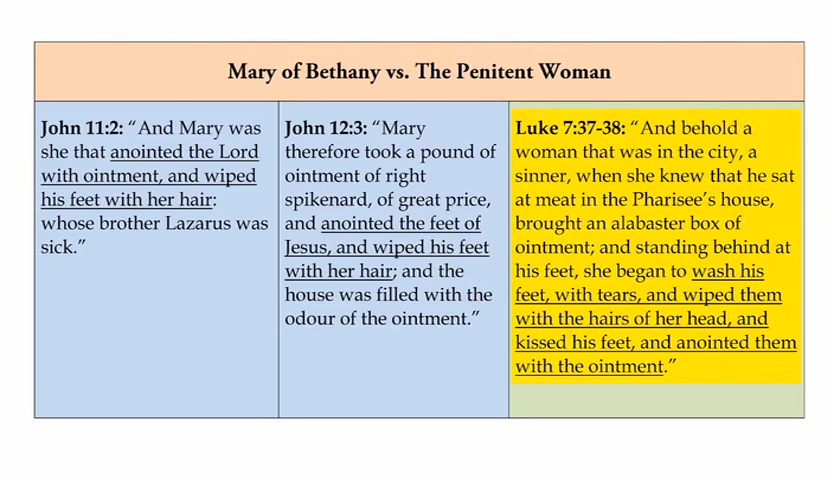 Mary of Bethany vs. The Penitent Woman
John 11:2: “And Mary was
she that anointed the Lord
with ointment, and wiped
his feet with her hair:
whose brother Lazarus was
sick.”
John 12:3: “Mary
therefore took a pound of
ointment of right
spikenard, of great price,
and anointed the feet of
Jesus, and wiped his feet
with her hair; and the
house was filled with the
odour of the ointment.”
Luke 7:37-38: “And behold a
woman that was in the city, a
sinner, when she knew that he sat
at meat in the Pharisee’s house,
brought an alabaster box of
ointment; and standing behind at
his feet, she began to wash his
feet, with tears, and wiped them
with the hairs of her head, and
kissed his feet, and anointed them
with the ointment.”